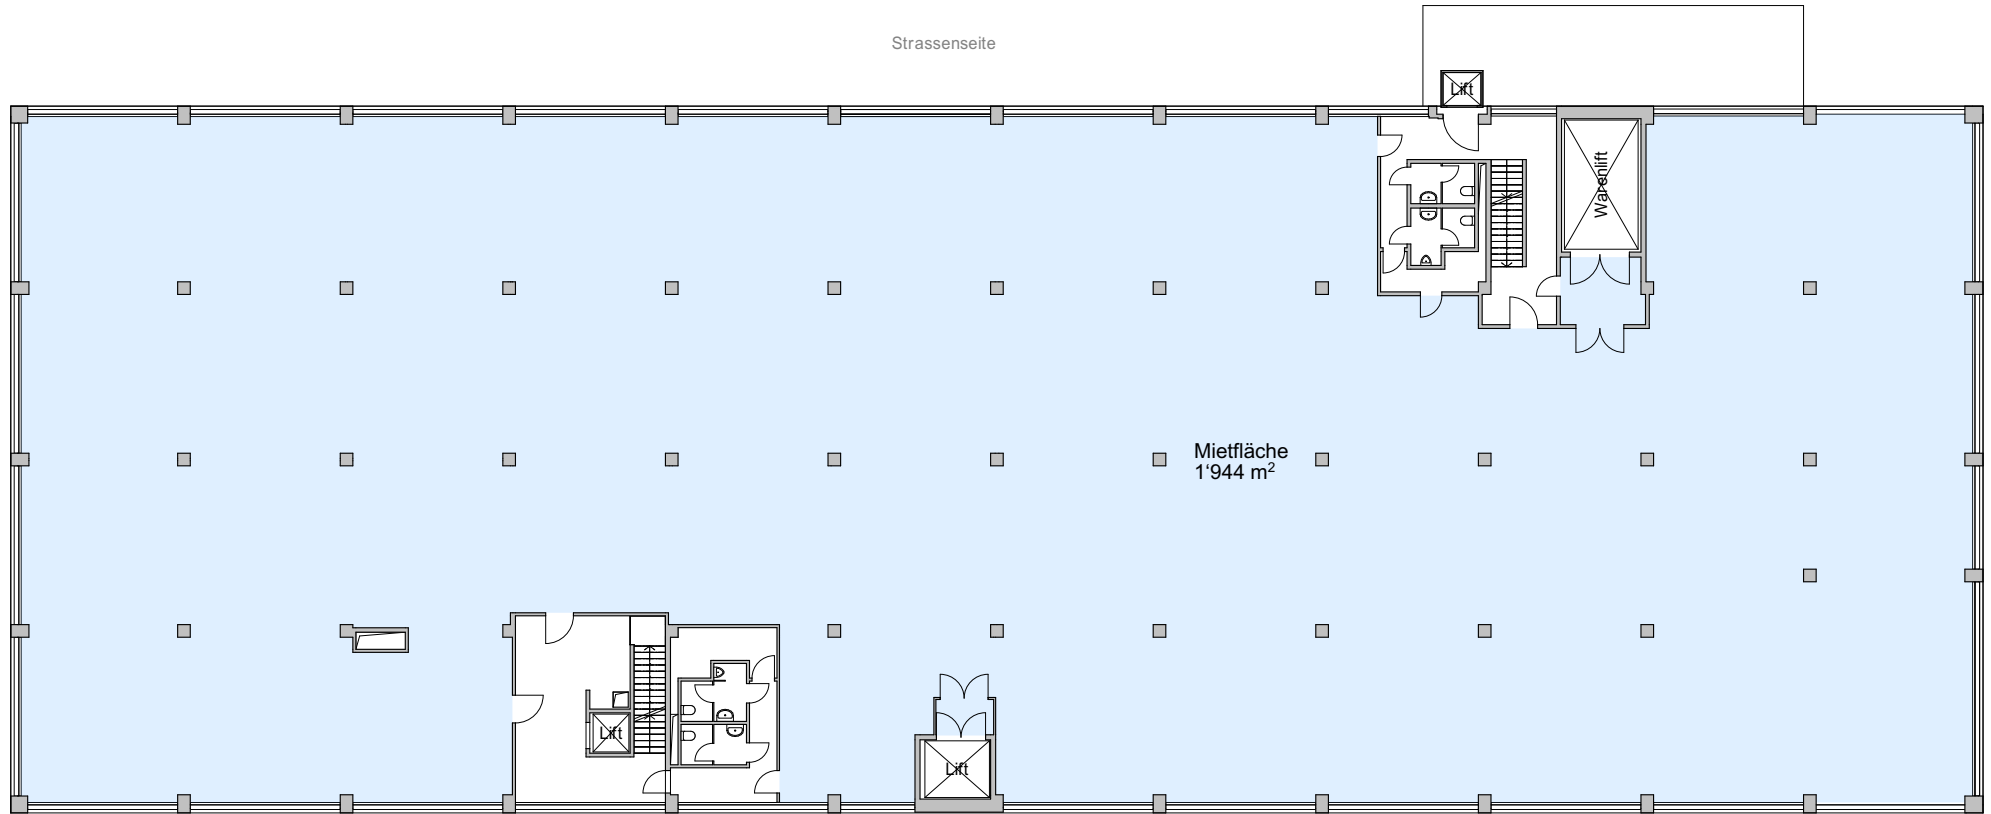 Strassenseite
Lift
Warenlift
Mietfläche
1‘944 m²
Lift
Lift